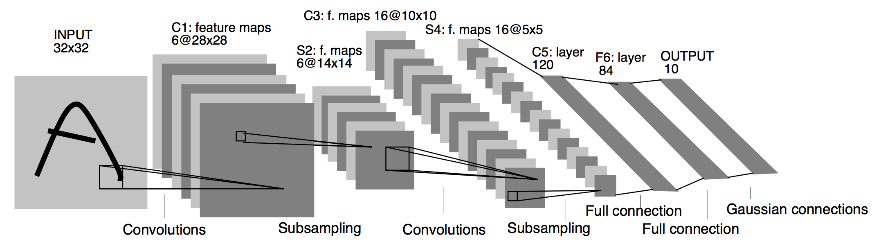 INPUT
32x32
C1: feature maps
6@28x28
S2: f. maps
6@14x14
C3: f. maps 16@10x10
S4: f. maps 16@5x5
C5: layer
120
F6: layer
84
OUTPUT
10
Convolutions
Subsampling
Convolutions
Subsampling
Full connection
Full connection
Gaussian connections